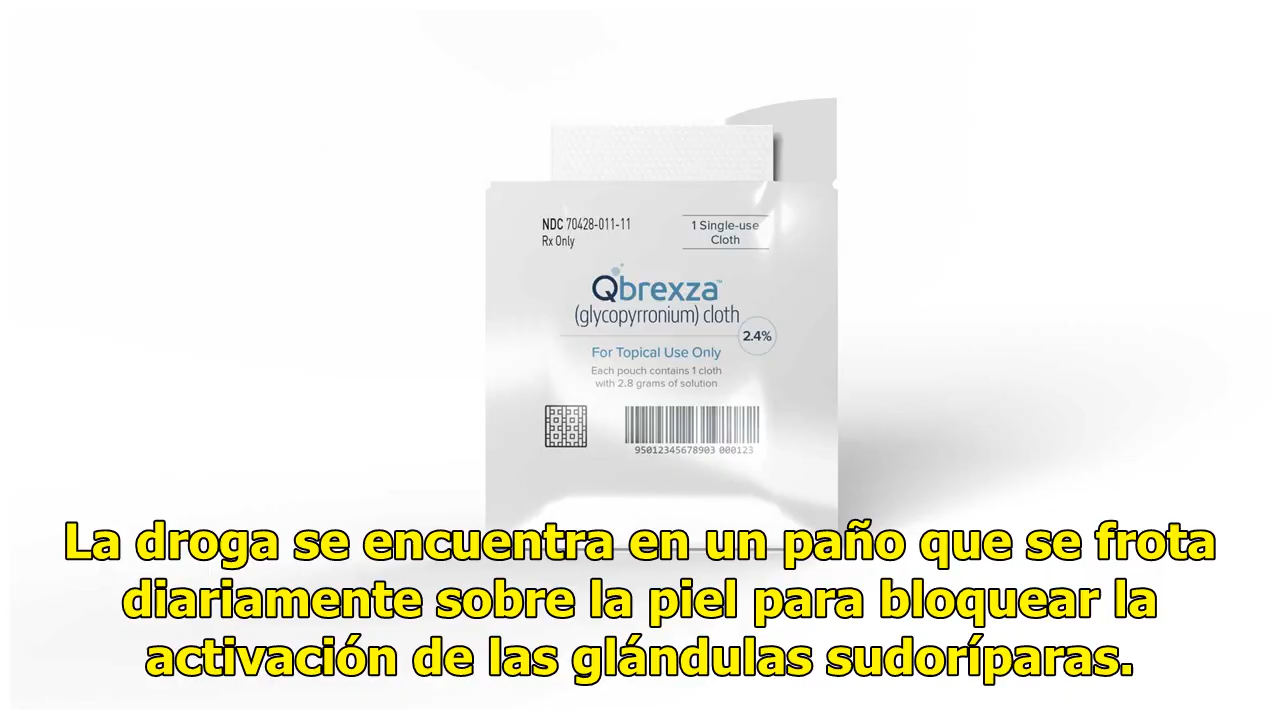 NDC 70428-011-11
Rx Only
1 Single-use
Cloth
Qbrexza™
(glycopyrronium) cloth
2.4%
For Topical Use Only
Each pouch contains 1 cloth
with 2.8 grams of solution
95012345678903 000123
La droga se encuentra en un paño que se frota
diariamente sobre la piel para bloquear la
activación de las glándulas sudoríparas.